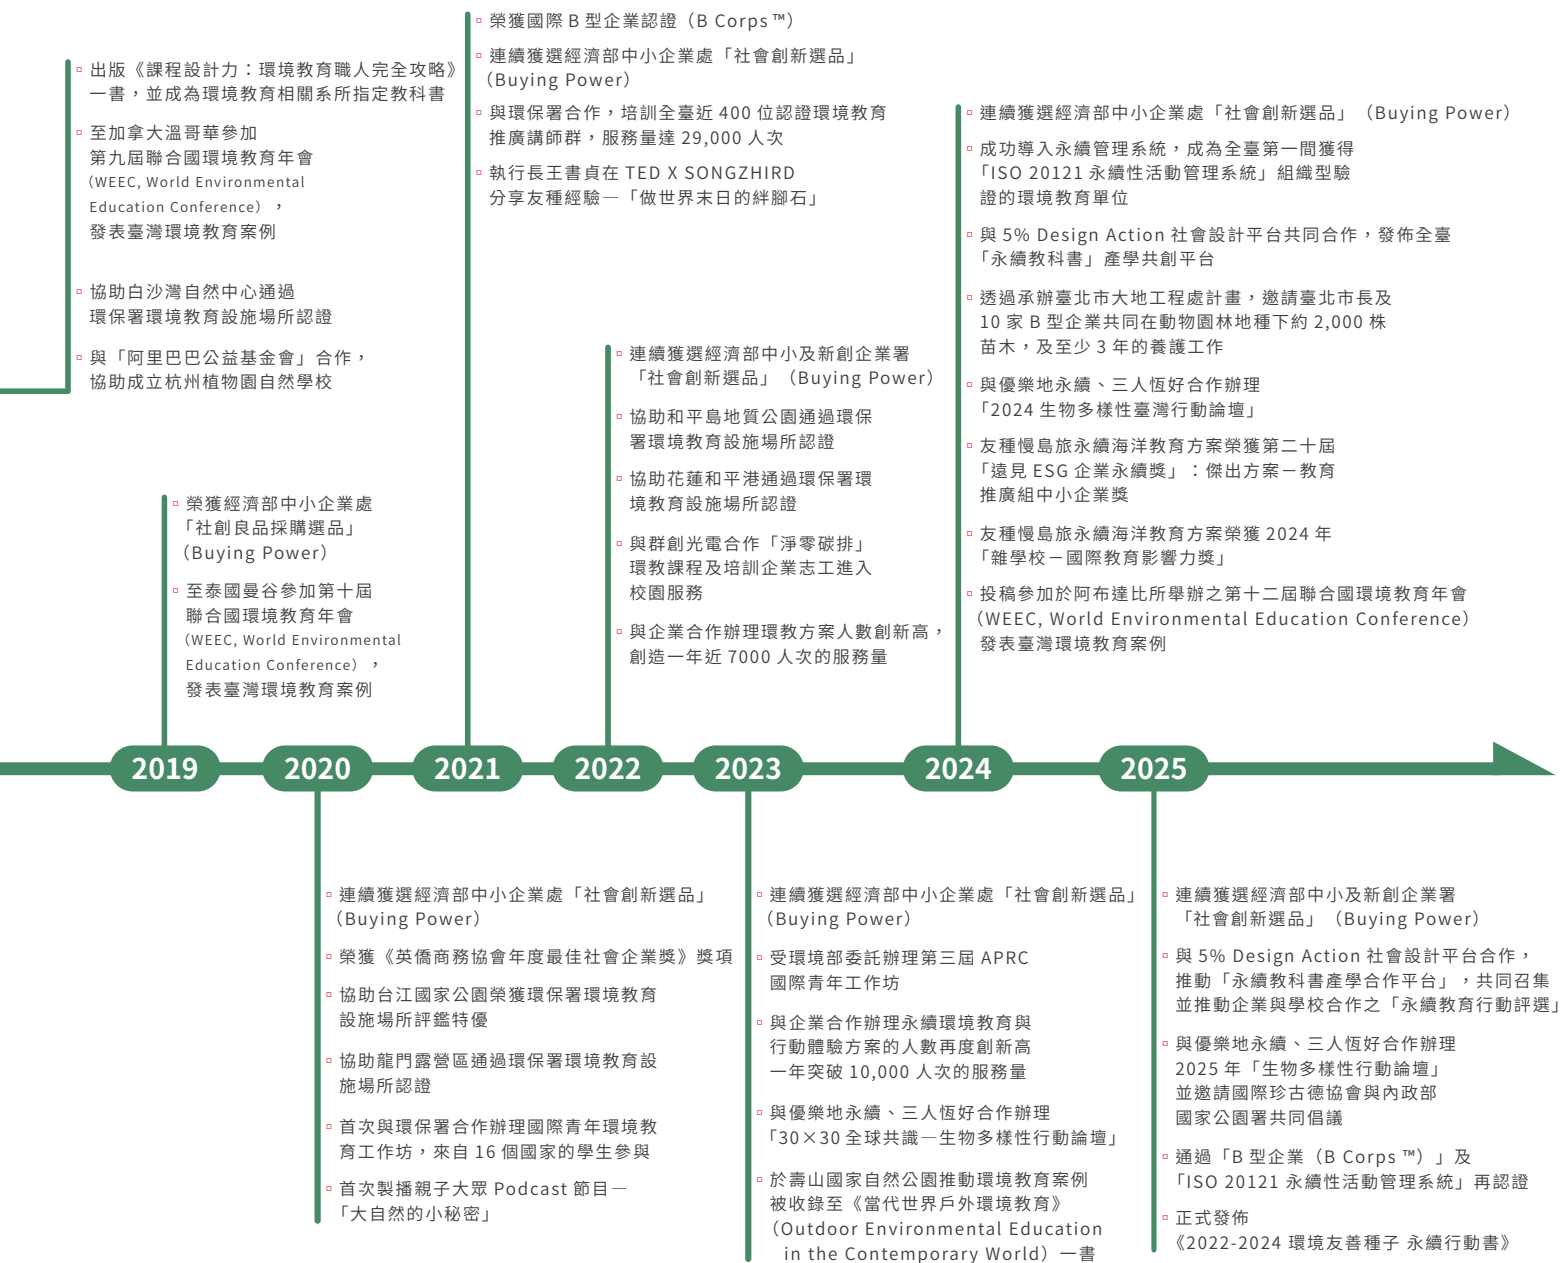 出版《課程設計力：環境教育職人完全攻略》
一書，並成為環境教育相關系所指定教科書
至加拿大溫哥華參加
第九屆聯合國環境教育年會
（WEEC, World Environmental
Education Conference），
發表臺灣環境教育案例
協助白沙灣自然中心通過
環保署環境教育設施場所認證
與「阿里巴巴公益基金會」合作，
協助成立杭州植物園自然學校
榮獲經濟部中小企業處
「社創良品採購選品」
（Buying Power）
至泰國曼谷參加第十屆
聯合國環境教育年會
（WEEC, World Environmental
Education Conference），
發表臺灣環境教育案例
榮獲國際 B 型企業認證（B Corps ™）
連續獲選經濟部中小企業處「社會創新選品」
（Buying Power）
與環保署合作，培訓全臺近 400 位認證環境教育
推廣講師群，服務量達 29,000 人次
執行長王書貞在 TED X SONGZHIRD
分享友種經驗—「做世界末日的絆腳石」
連續獲選經濟部中小及新創企業署
「社會創新選品」（Buying Power）
協助和平島地質公園通過環保
署環境教育設施場所認證
協助花蓮和平港通過環保署環
境教育設施場所認證
與群創光電合作「淨零碳排」
環教課程及培訓企業志工進入
校園服務
與企業合作辦理環教方案人數創新高，
創造一年近 7000 人次的服務量
連續獲選經濟部中小企業處「社會創新選品」（Buying Power）
成功導入永續管理系統，成為全臺第一間獲得
「ISO 20121 永續性活動管理系統」組織型驗
證的環境教育單位
與 5% Design Action 社會設計平台共同合作，發佈全臺
「永續教科書」產學共創平台
透過承辦臺北市大地工程處計畫，邀請臺北市長及
10 家 B 型企業共同在動物園林地種下約 2,000 株
苗木，及至少 3 年的養護工作
與優樂地永續、三人恆好合作辦理
「2024 生物多樣性臺灣行動論壇」
友種慢島旅永續海洋教育方案榮獲第二十屆
「遠見 ESG 企業永續獎」：傑出方案－教育
推廣組中小企業獎
友種慢島旅永續海洋教育方案榮獲 2024 年
「雜學校－國際教育影響力獎」
投稿參加於阿布達比所舉辦之第十二屆聯合國環境教育年會
（WEEC, World Environmental Education Conference）
發表臺灣環境教育案例
2019
2020
2021
2022
2023
2024
2025
連續獲選經濟部中小企業處「社會創新選品」
（Buying Power）
榮獲《英僑商務協會年度最佳社會企業獎》獎項
協助台江國家公園榮獲環保署環境教育
設施場所評鑑特優
協助龍門露營區通過環保署環境教育設
施場所認證
首次與環保署合作辦理國際青年環境教
育工作坊，來自 16 個國家的學生參與
首次製播親子大眾 Podcast 節目—
「大自然的小秘密」
連續獲選經濟部中小企業處「社會創新選品」
（Buying Power）
受環境部委託辦理第三屆 APRC
國際青年工作坊
與企業合作辦理永續環境教育與
行動體驗方案的人數再度創新高
一年突破 10,000 人次的服務量
與優樂地永續、三人恆好合作辦理
「30×30 全球共識—生物多樣性行動論壇」
於壽山國家自然公園推動環境教育案例
被收錄至《當代世界戶外環境教育》
（Outdoor Environmental Education
in the Contemporary World）一書
連續獲選經濟部中小及新創企業署
「社會創新選品」（Buying Power）
與 5% Design Action 社會設計平台合作，
推動「永續教科書產學合作平台」，共同召集
並推動企業與學校合作之「永續教育行動評選」
與優樂地永續、三人恆好合作辦理
2025 年「生物多樣性行動論壇」
並邀請國際珍古德協會與內政部
國家公園署共同倡議
通過「B 型企業（B Corps ™）」及
「ISO 20121 永續性活動管理系統」再認證
正式發佈
《2022-2024 環境友善種子 永續行動書》